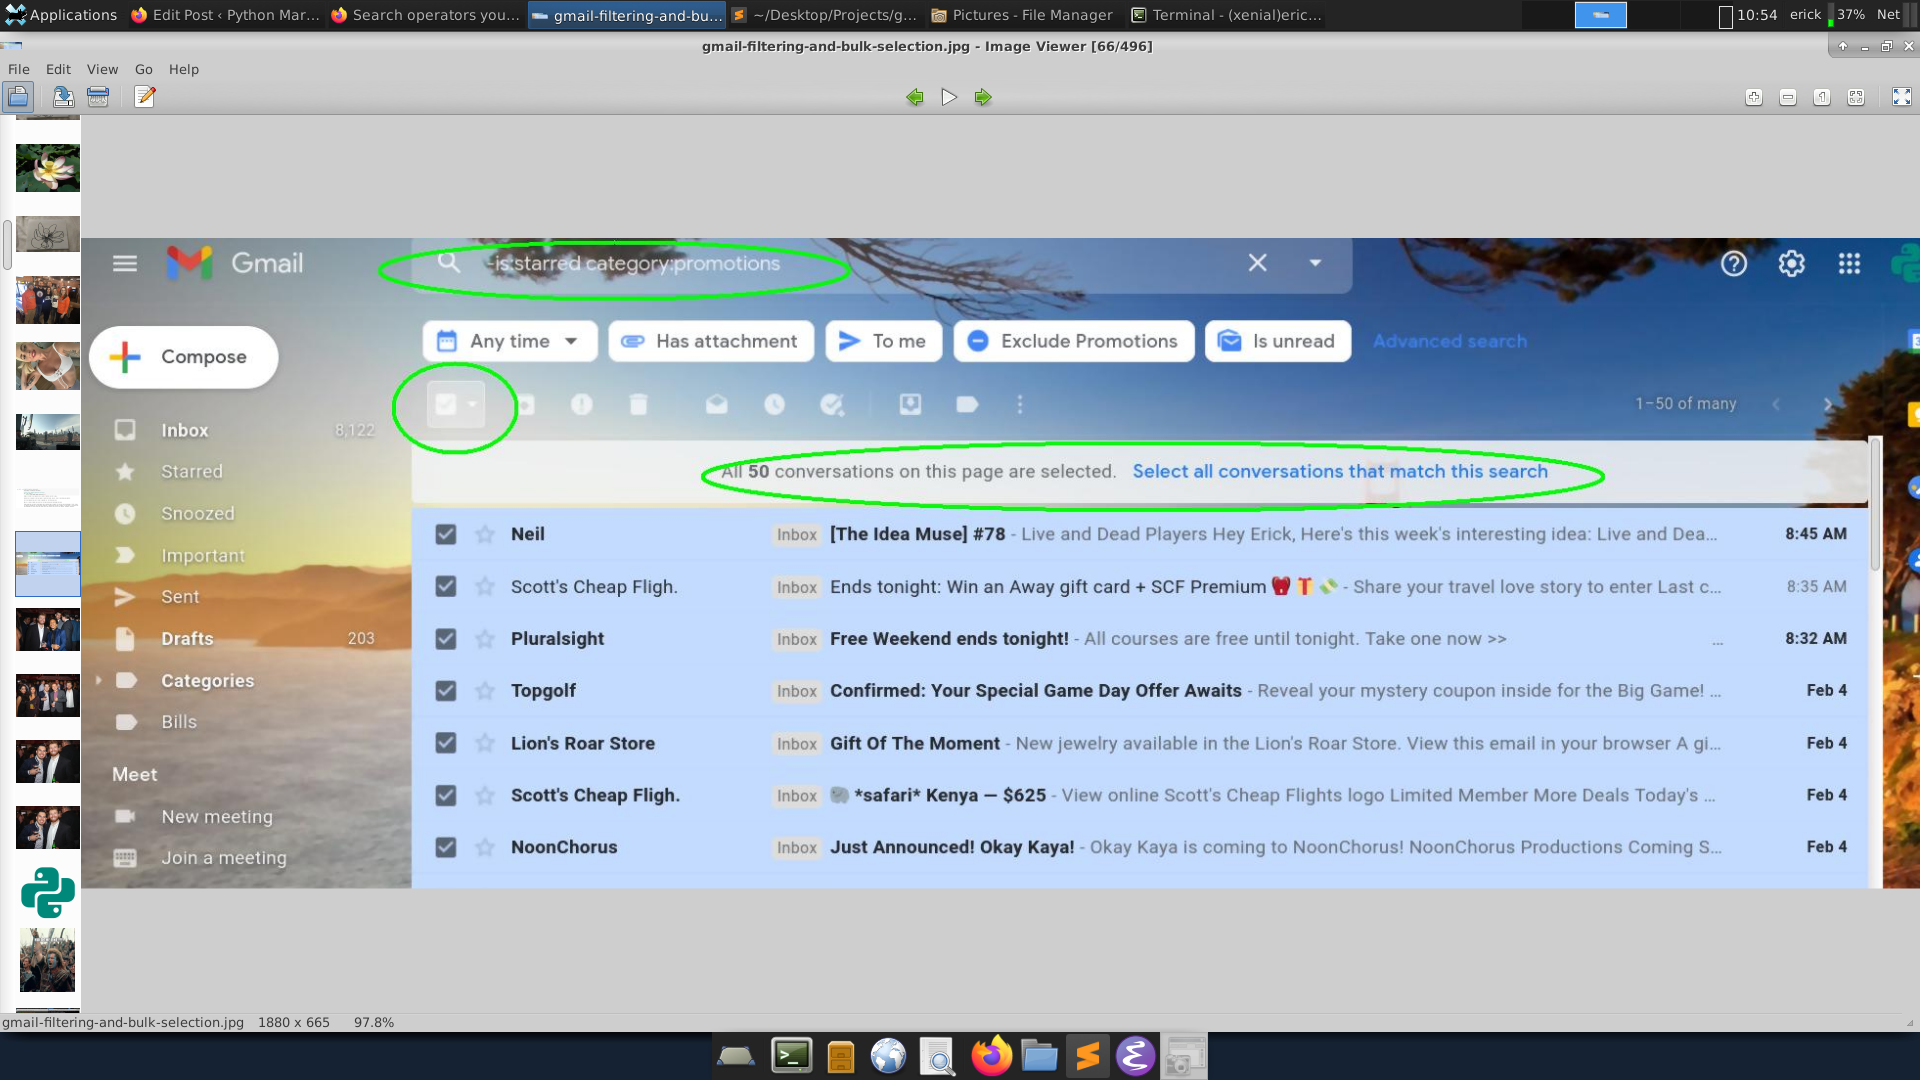 Applications Edit Post ‹ Python Mar... Search operators you... gmail-filtering-and-bu... ~/Desktop/Projects/g... Pictures - File Manager Terminal - (xenial)eric... 10:54 erick 37% Net
gmail-filtering-and-bulk-selection.jpg - Image Viewer [66/496]
File Edit View Go Help
Gmail -is:starred category:promotions
Any time Has attachment To me Exclude Promotions Is unread Advanced search
Compose
1–50 of many
Inbox 8,122
Starred
Snoozed
Important
Sent
Drafts 203
Categories
Bills
Meet
New meeting
Join a meeting
All 50 conversations on this page are selected. Select all conversations that match this search
Neil Inbox [The Idea Muse] #78 - Live and Dead Players Hey Erick, Here's this week's interesting idea: Live and Dea... 8:45 AM
Scott's Cheap Fligh. Inbox Ends tonight: Win an Away gift card + SCF Premium 🎒🎁💸 - Share your travel love story to enter Last c... 8:35 AM
Pluralsight Inbox Free Weekend ends tonight! - All courses are free until tonight. Take one now >> ... 8:32 AM
Topgolf Inbox Confirmed: Your Special Game Day Offer Awaits - Reveal your mystery coupon inside for the Big Game! ... Feb 4
Lion's Roar Store Inbox Gift Of The Moment - New jewelry available in the Lion's Roar Store. View this email in your browser A gi... Feb 4
Scott's Cheap Fligh. Inbox 🐘 *safari* Kenya — $625 - View online Scott's Cheap Flights logo Limited Member More Deals Today's ... Feb 4
NoonChorus Inbox Just Announced! Okay Kaya! - Okay Kaya is coming to NoonChorus! NoonChorus Productions Coming S... Feb 4
gmail-filtering-and-bulk-selection.jpg 1880 x 665 97.8%